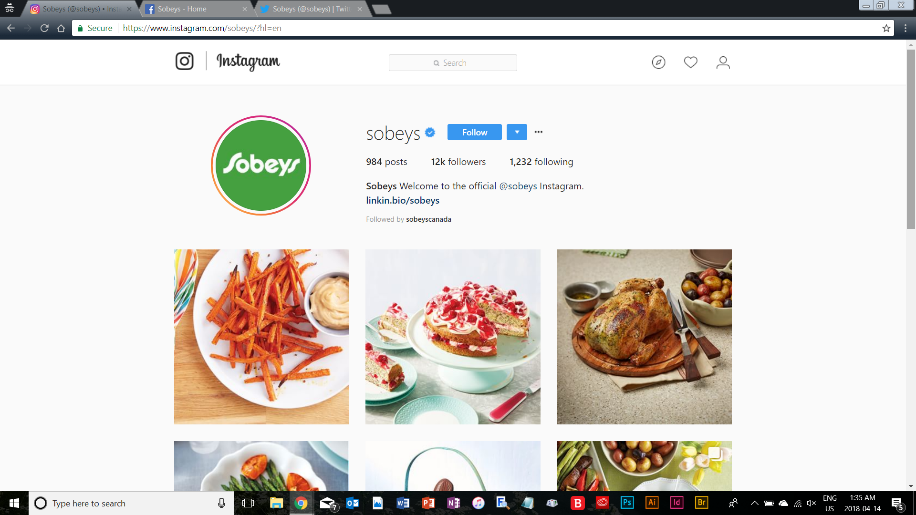 Sobeys (@sobeys) • Insta
Sobeys - Home
Sobeys (@sobeys) | Twitt
Secure
https://www.instagram.com/sobeys/?hl=en
Instagram
Search
Sobeys
sobeys
Follow
984 posts 12k followers 1,232 following
Sobeys Welcome to the official @sobeys Instagram.
linkin.bio/sobeys
Followed by sobeyscanada
Type here to search
ENG
US
1:35 AM
2018-04-14